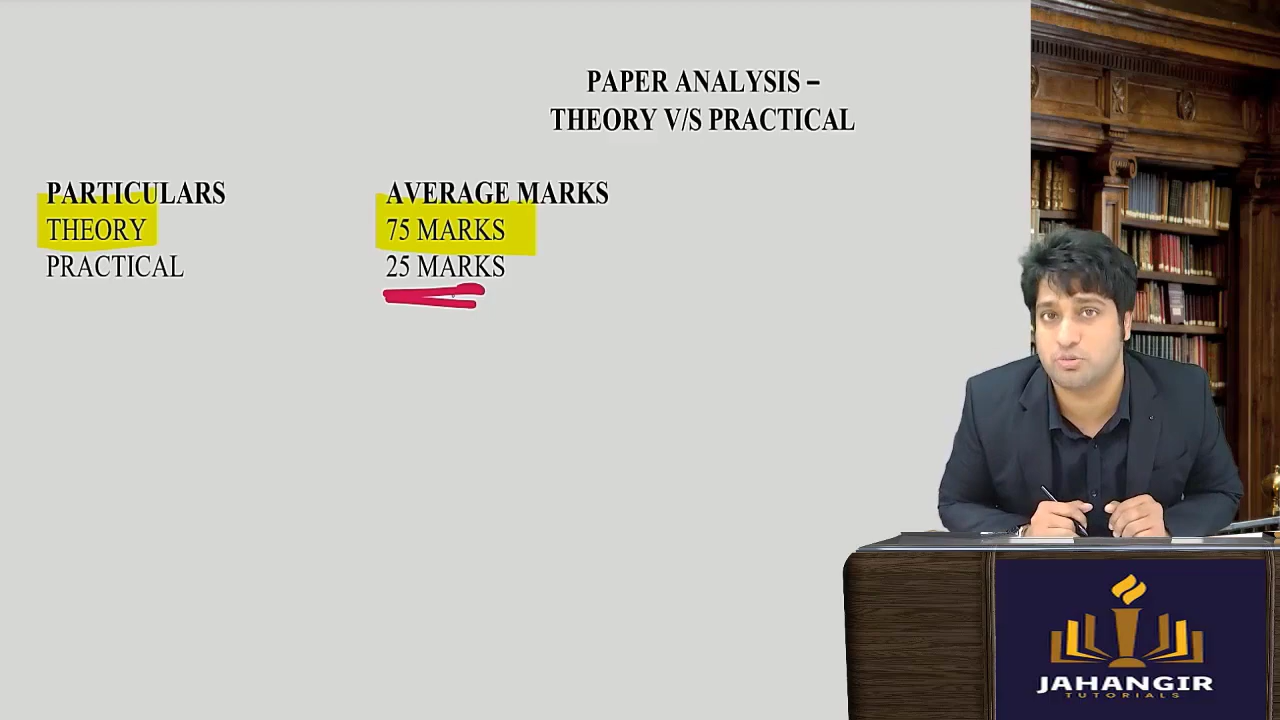 PAPER ANALYSIS –
THEORY V/S PRACTICAL
PARTICULARS AVERAGE MARKS
THEORY 75 MARKS
PRACTICAL 25 MARKS
JAHANGIR
TUTORIALS